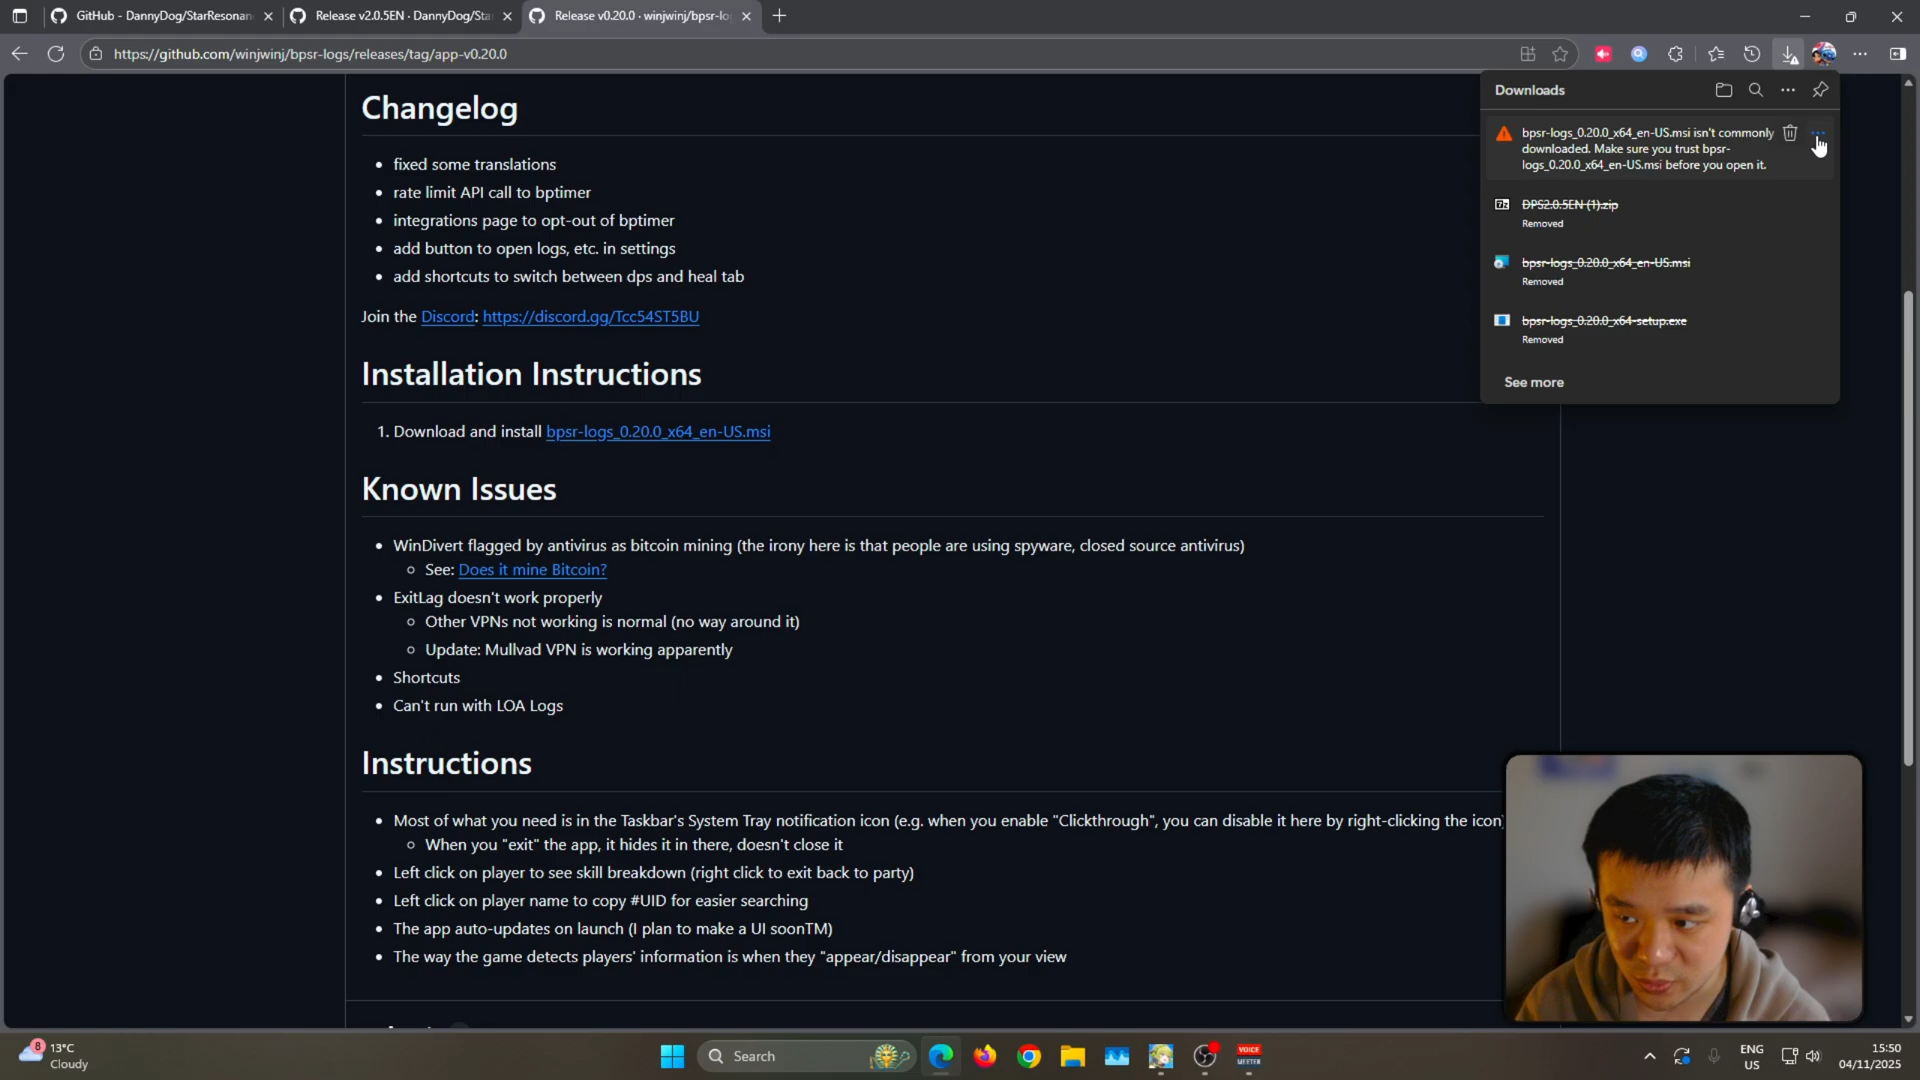 GitHub - DannyDog/StarResonanc
Release v2.0.5EN · DannyDog/Sta
Release v0.20.0 · winjwinj/bpsr-lo
https://github.com/winjwinj/bpsr-logs/releases/tag/app-v0.20.0
Downloads
bpsr-logs_0.20.0_x64_en-US.msi isn't commonly
downloaded. Make sure you trust bpsr-
logs_0.20.0_x64_en-US.msi before you open it.
DPS2.0.5EN (1).zip
Removed
bpsr-logs_0.20.0_x64_en-US.msi
Removed
bpsr-logs_0.20.0_x64-setup.exe
Removed
See more
Changelog
• fixed some translations
• rate limit API call to bptimer
• integrations page to opt-out of bptimer
• add button to open logs, etc. in settings
• add shortcuts to switch between dps and heal tab
Join the Discord: https://discord.gg/Tcc54ST5BU
Installation Instructions
1. Download and install bpsr-logs_0.20.0_x64_en-US.msi
Known Issues
• WinDivert flagged by antivirus as bitcoin mining (the irony here is that people are using spyware, closed source antivirus)
See: Does it mine Bitcoin?
• ExitLag doesn't work properly
Other VPNs not working is normal (no way around it)
Update: Mullvad VPN is working apparently
• Shortcuts
• Can't run with LOA Logs
Instructions
• Most of what you need is in the Taskbar's System Tray notification icon (e.g. when you enable "Clickthrough", you can disable it here by right-clicking the icon)
When you "exit" the app, it hides it in there, doesn't close it
• Left click on player to see skill breakdown (right click to exit back to party)
• Left click on player name to copy #UID for easier searching
• The app auto-updates on launch (I plan to make a UI soonTM)
• The way the game detects players' information is when they "appear/disappear" from your view
8
13°C
Cloudy
Search
VOICE
MEETER
ENG
US
15:50
04/11/2025